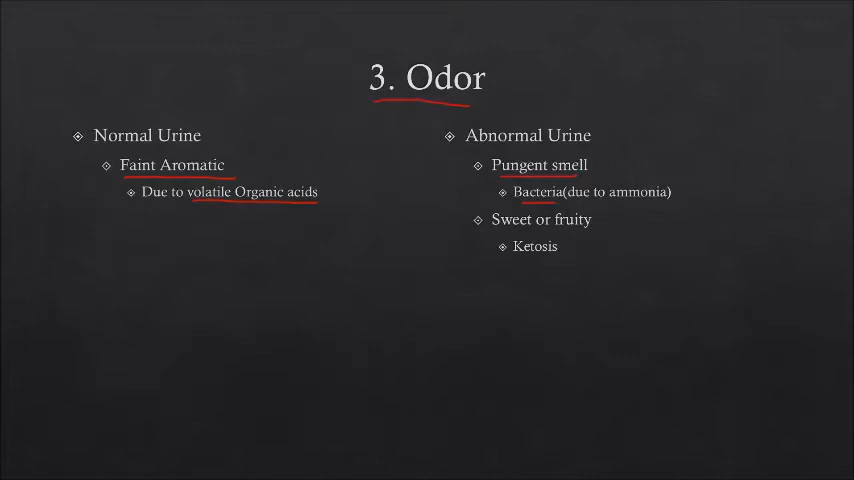 3. Odor
Normal Urine
Faint Aromatic
Due to volatile Organic acids
Abnormal Urine
Pungent smell
Bacteria(due to ammonia)
Sweet or fruity
Ketosis